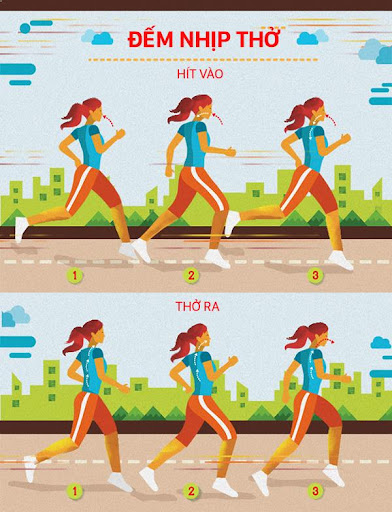 ĐẾM NHỊP THỞ
HÍT VÀO
1 2 3
THỞ RA
1 2 3